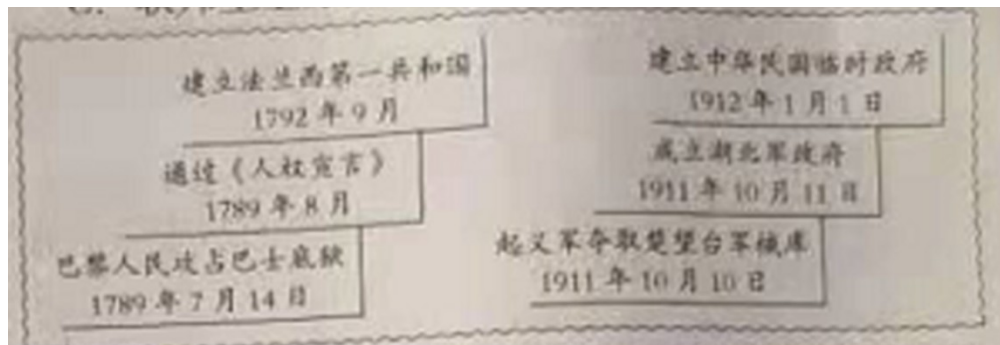 建立法兰西第一共和国
1792年9月
通过《人权宣言》
1789年8月
巴黎人民攻占巴士底狱
1789年7月14日
建立中华民国临时政府
1912年1月1日
成立湖北军政府
1911年10月11日
起义军夺取楚望台军械库
1911年10月10日